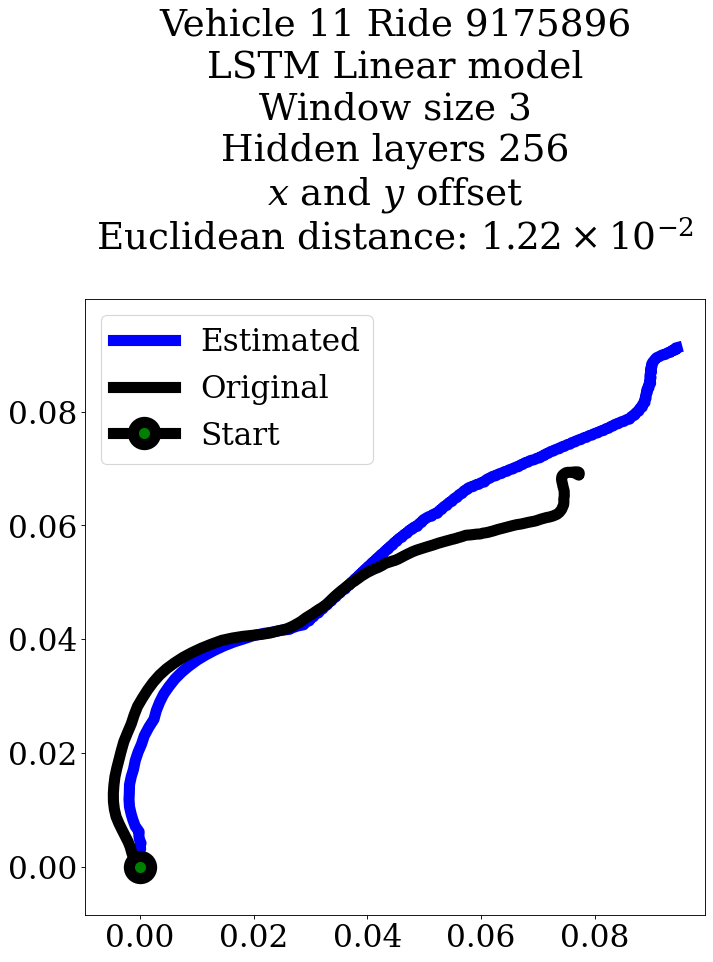 Vehicle 11 Ride 9175896
LSTM Linear model
Window size 3
Hidden layers 256
x and y offset
Euclidean distance: 1.22 × 10⁻²
Estimated
Original
Start
0.08
0.06
0.04
0.02
0.00
0.00 0.02 0.04 0.06 0.08